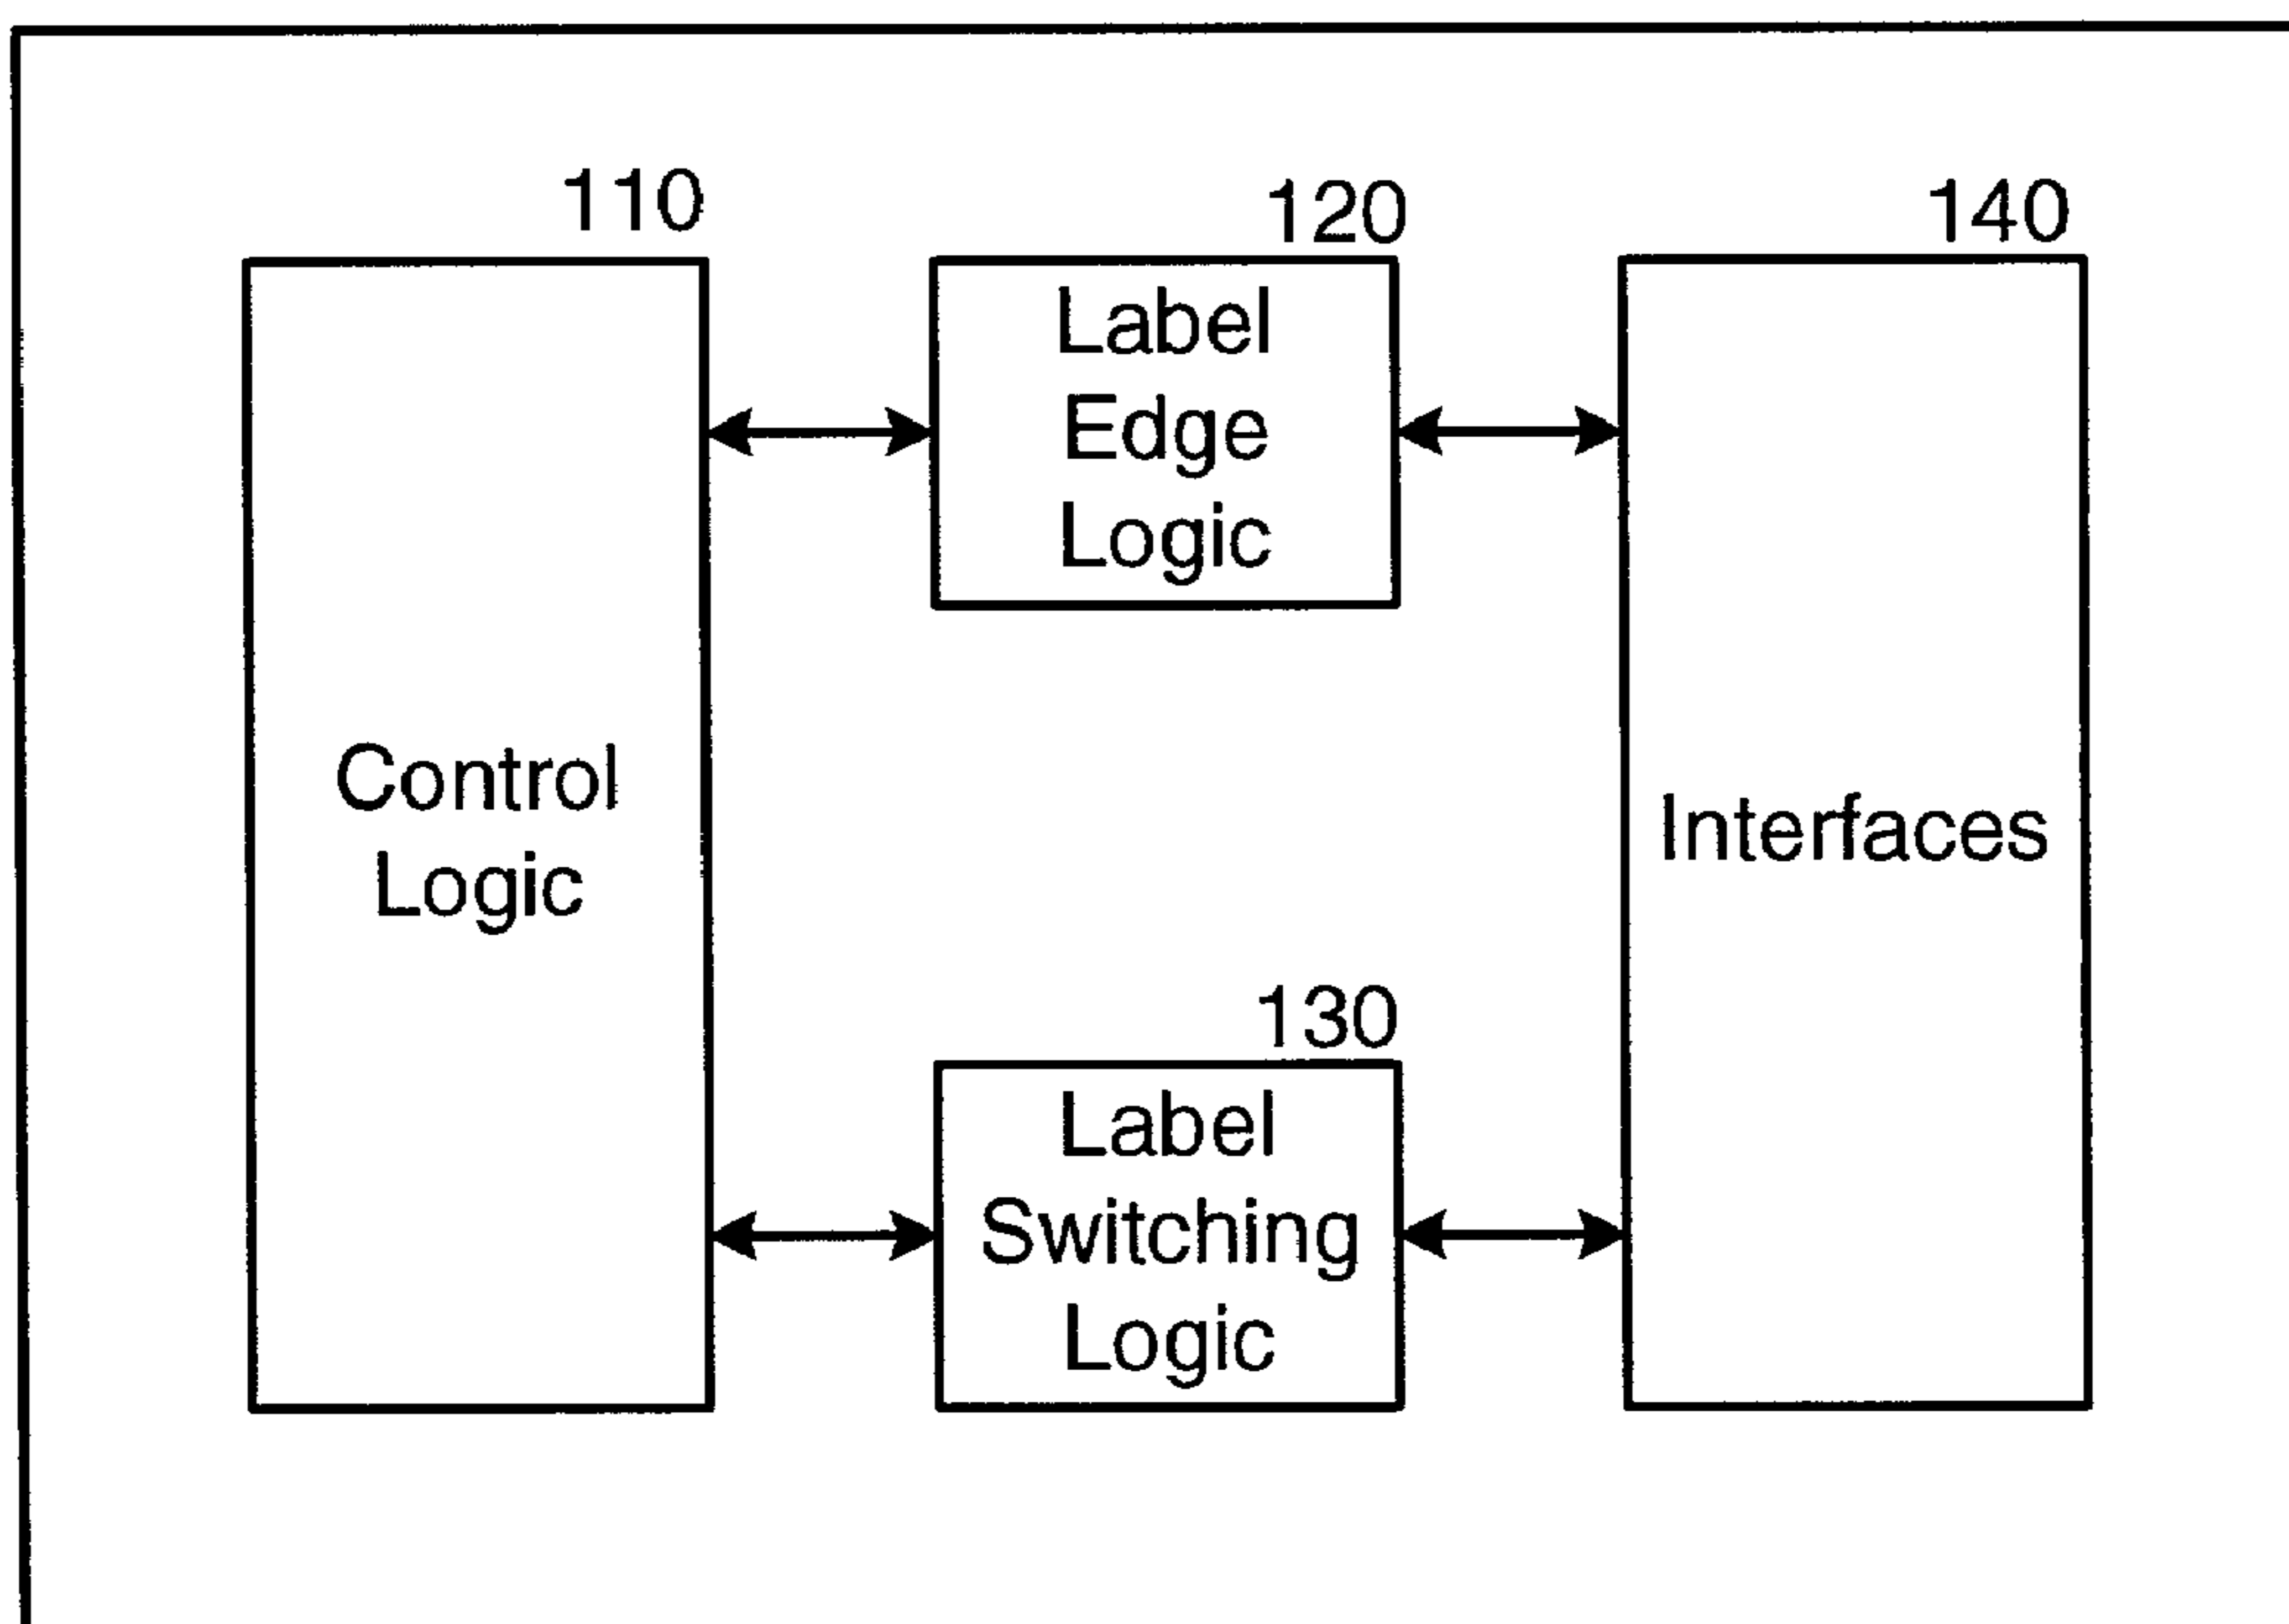 110
120
140
Label
Edge
Logic
Control
Logic
Interfaces
130
Label
Switching
Logic